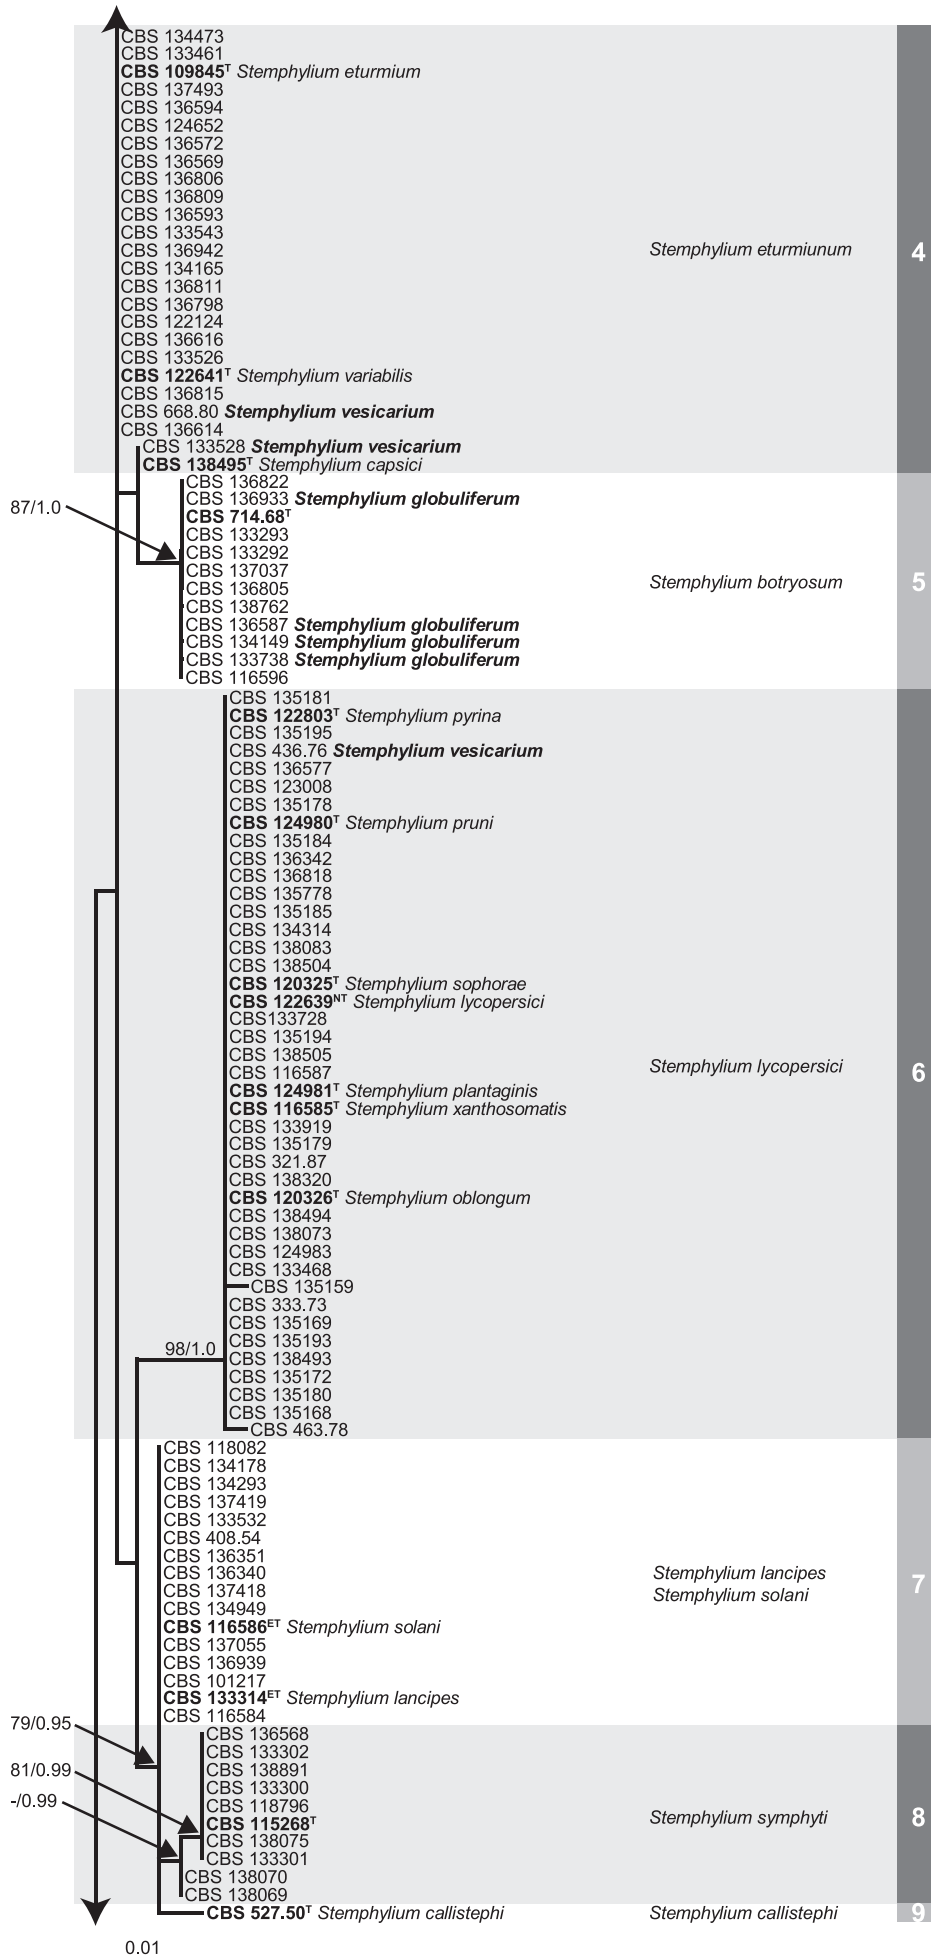 CBS 134473
CBS 133461
CBS 109845ᵀ Stemphylium eturmium
CBS 137493
CBS 136594
CBS 124652
CBS 136572
CBS 136569
CBS 136806
CBS 136809
CBS 136593
CBS 133543
CBS 136942
Stemphylium eturmiunum
4
CBS 134165
CBS 136811
CBS 136798
CBS 122124
CBS 136616
CBS 133526
CBS 122641ᵀ Stemphylium variabilis
CBS 136815
CBS 668.80 Stemphylium vesicarium
CBS 136614
CBS 133528 Stemphylium vesicarium
CBS 138495ᵀ Stemphylium capsici
CBS 136822
CBS 136933 Stemphylium globuliferum
87/1.0
CBS 714.68ᵀ
CBS 133293
CBS 133292
CBS 137037
Stemphylium botryosum
5
CBS 136805
CBS 138762
CBS 136587 Stemphylium globuliferum
CBS 134149 Stemphylium globuliferum
CBS 133738 Stemphylium globuliferum
CBS 116596
CBS 135181
CBS 122803ᵀ Stemphylium pyrina
CBS 135195
CBS 436.76 Stemphylium vesicarium
CBS 136577
CBS 123008
CBS 135178
CBS 124980ᵀ Stemphylium pruni
CBS 135184
CBS 136342
CBS 136818
CBS 135778
CBS 135185
CBS 134314
CBS 138083
CBS 138504
CBS 120325ᵀ Stemphylium sophorae
CBS 122639ᴺᵀ Stemphylium lycopersici
CBS133728
CBS 135194
CBS 138505
CBS 116587
Stemphylium lycopersici
6
CBS 124981ᵀ Stemphylium plantaginis
CBS 116585ᵀ Stemphylium xanthosomatis
CBS 133919
CBS 135179
CBS 321.87
CBS 138320
CBS 120326ᵀ Stemphylium oblongum
CBS 138494
CBS 138073
CBS 124983
CBS 133468
CBS 135159
CBS 333.73
CBS 135169
CBS 135193
98/1.0
CBS 138493
CBS 135172
CBS 135180
CBS 135168
CBS 463.78
CBS 118082
CBS 134178
CBS 134293
CBS 137419
CBS 133532
CBS 408.54
CBS 136351
CBS 136340
Stemphylium lancipes
7
CBS 137418
Stemphylium solani
CBS 134949
CBS 116586ᴱᵀ Stemphylium solani
CBS 137055
CBS 136939
CBS 101217
CBS 133314ᴱᵀ Stemphylium lancipes
CBS 116584
79/0.95
CBS 136568
CBS 133302
81/0.99
CBS 138891
CBS 133300
-/0.99
CBS 118796
CBS 115268ᵀ
Stemphylium symphyti
8
CBS 138075
CBS 133301
CBS 138070
CBS 138069
CBS 527.50ᵀ Stemphylium callistephi
Stemphylium callistephi
9
0.01